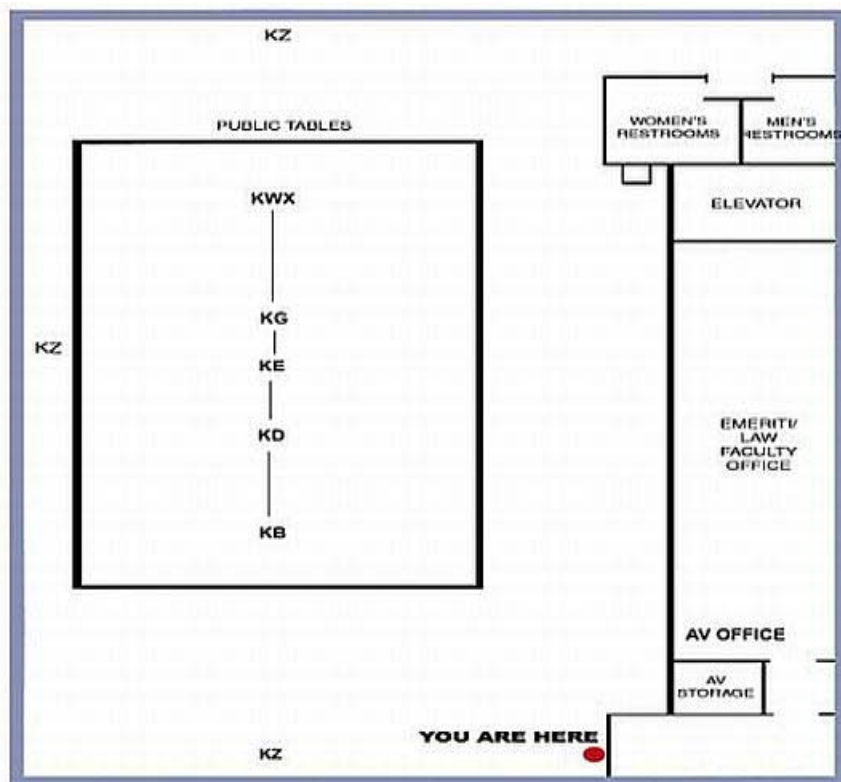 KZ
PUBLIC TABLES
WOMEN'S
RESTROOMS
MEN'S
RESTROOMS
KWX
ELEVATOR
KG
KZ
KE
KD
EMERITI/
LAW
FACULTY
OFFICE
KB
AV OFFICE
AV
STORAGE
YOU ARE HERE
KZ